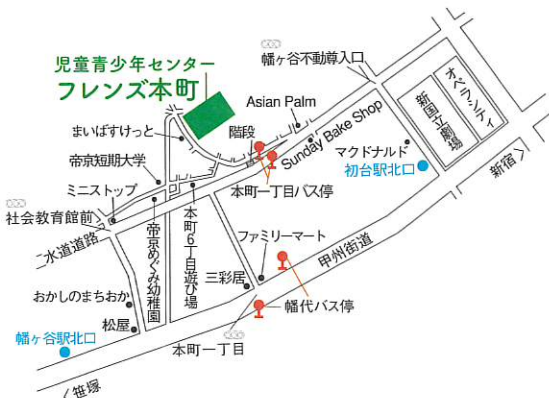 児童青少年センター
フレンズ本町
幡ヶ谷不動尊入口
Asian Palm
まいばすけっと
階段
Sunday Bake Shop
オペラシティ
新国立劇場
帝京短期大学
マクドナルド
初台駅北口
ミニストップ
本町一丁目バス停
新宿
社会教育館前
水道道路
帝京めぐみ幼稚園
本町6丁目遊び場
ファミリーマート
甲州街道
三彩居
おかしのまちおか
幡代バス停
松屋
幡ヶ谷駅北口
本町一丁目
笹塚